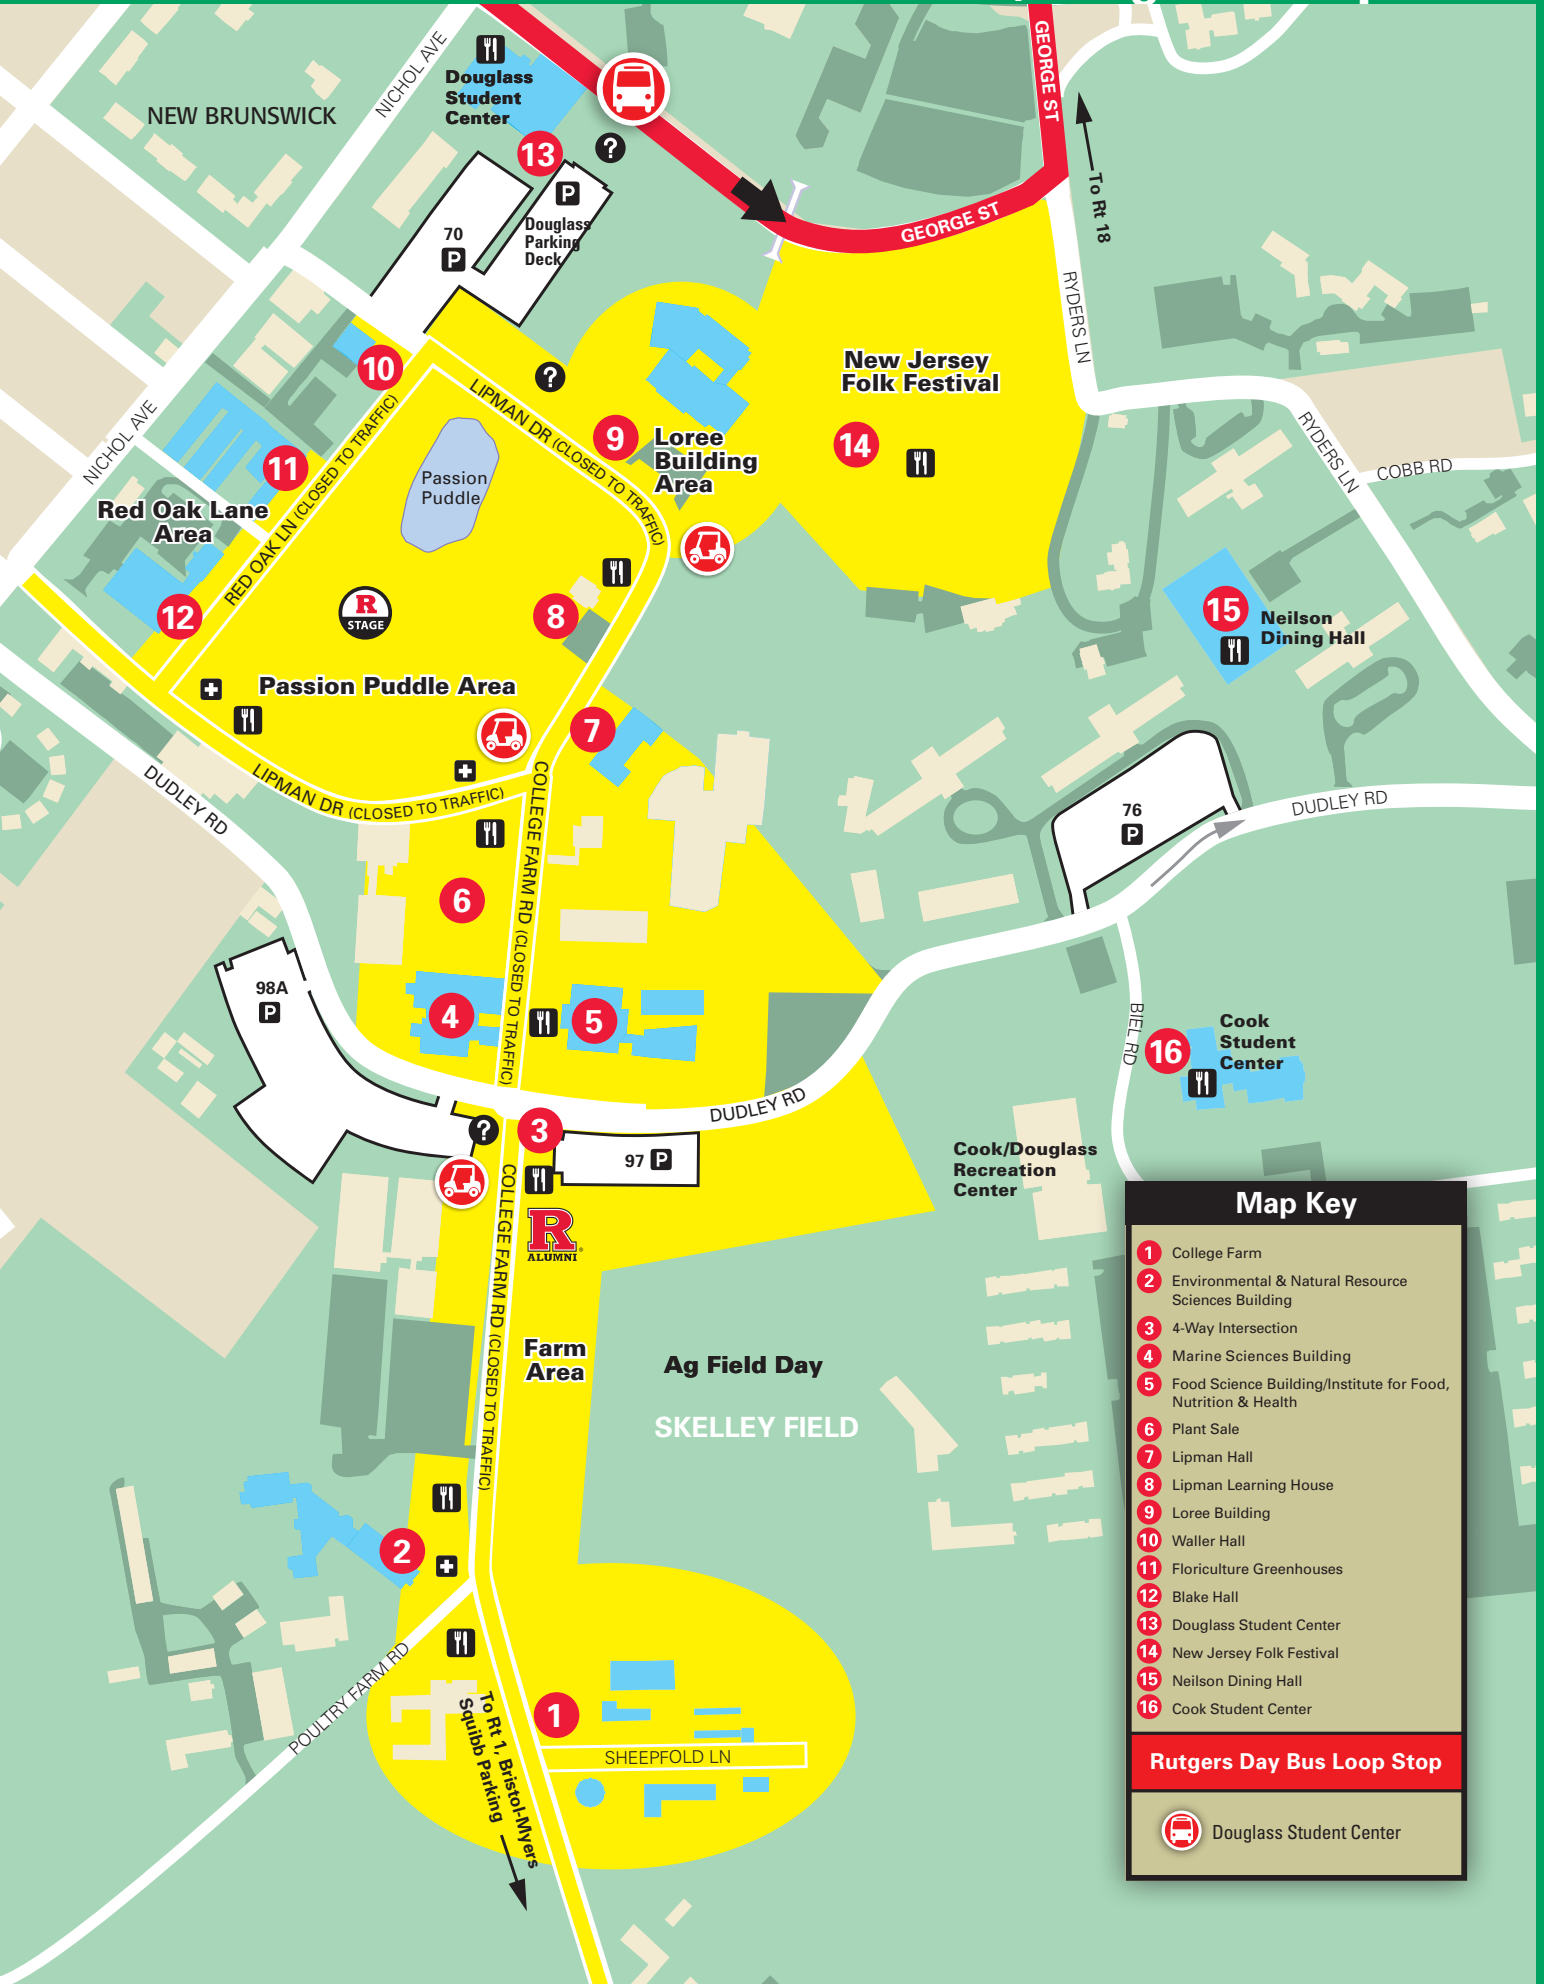 GEORGE ST
NICHOL AVE
Douglass
Student
Center
NEW BRUNSWICK
13
?
P
To Rt 18
70
P
Douglass
Parking
Deck
GEORGE ST
RYDERS LN
10
?
LIPMAN DR (CLOSED TO TRAFFIC)
New Jersey
Folk Festival
14
NICHOL AVE
11
RED OAK LN (CLOSED TO TRAFFIC)
Passion
Puddle
9
Loree
Building
Area
RYDERS LN
COBB RD
Red Oak Lane
Area
12
R
STAGE
8
15
Neilson
Dining Hall
Passion Puddle Area
7
DUDLEY RD
LIPMAN DR (CLOSED TO TRAFFIC)
COLLEGE FARM RD (CLOSED TO TRAFFIC)
76
P
DUDLEY RD
6
98A
P
4
5
BIEL RD
16
Cook
Student
Center
DUDLEY RD
?
3
97 P
Cook/Douglass
Recreation
Center
COLLEGE FARM RD (CLOSED TO TRAFFIC)
R
ALUMNI
Farm
Area
Ag Field Day
SKELLEY FIELD
2
POULTRY FARM RD
To Rt 1, Bristol-Myers
Squibb Parking
1
SHEEPFOLD LN
Map Key
1 College Farm
2 Environmental & Natural Resource
Sciences Building
3 4-Way Intersection
4 Marine Sciences Building
5 Food Science Building/Institute for Food,
Nutrition & Health
6 Plant Sale
7 Lipman Hall
8 Lipman Learning House
9 Loree Building
10 Waller Hall
11 Floriculture Greenhouses
12 Blake Hall
13 Douglass Student Center
14 New Jersey Folk Festival
15 Neilson Dining Hall
16 Cook Student Center
Rutgers Day Bus Loop Stop
Douglass Student Center